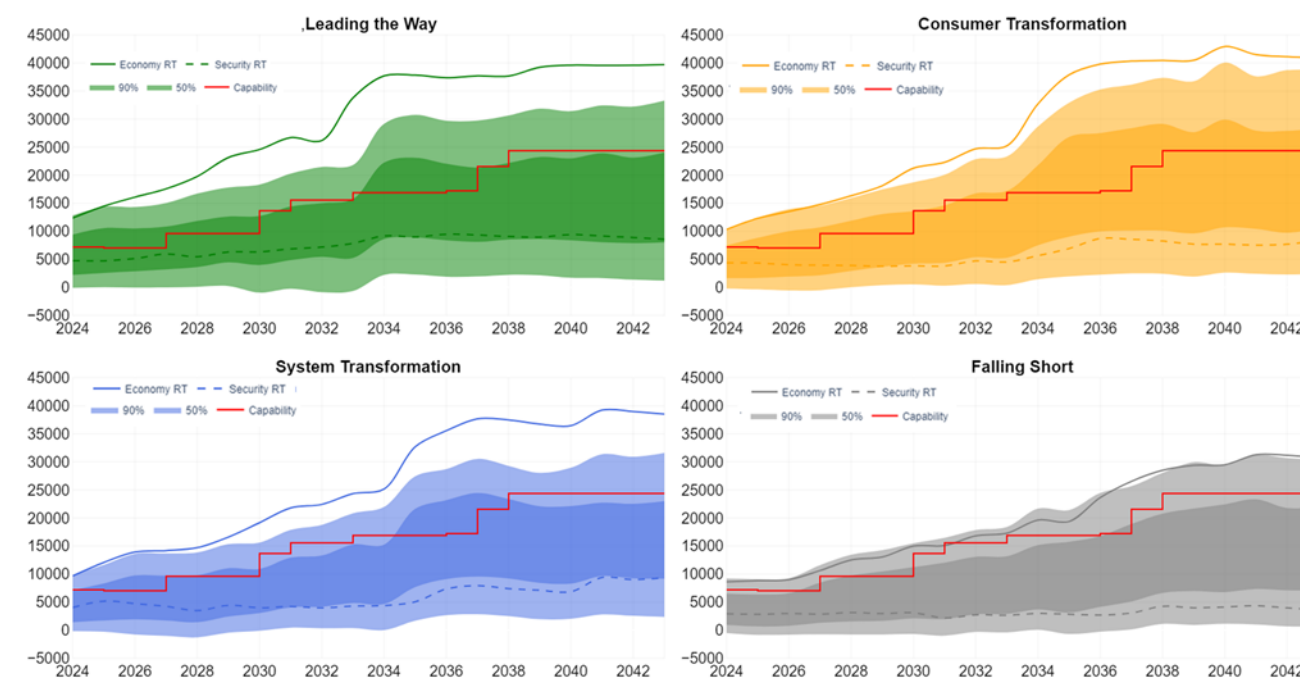 ,Leading the Way
45000
40000
35000
30000
25000
20000
15000
10000
5000
0
−5000
Economy RT Security RT
90% 50% Capability
2024 2026 2028 2030 2032 2034 2036 2038 2040 2042
Consumer Transformation
45000
40000
35000
30000
25000
20000
15000
10000
5000
0
−5000
Economy RT Security RT
90% 50% Capability
2024 2026 2028 2030 2032 2034 2036 2038 2040 2042
System Transformation
45000
40000
35000
30000
25000
20000
15000
10000
5000
0
−5000
Economy RT Security RT
90% 50% Capability
2024 2026 2028 2030 2032 2034 2036 2038 2040 2042
Falling Short
45000
40000
35000
30000
25000
20000
15000
10000
5000
0
−5000
Economy RT Security RT
90% 50% Capability
2024 2026 2028 2030 2032 2034 2036 2038 2040 2042